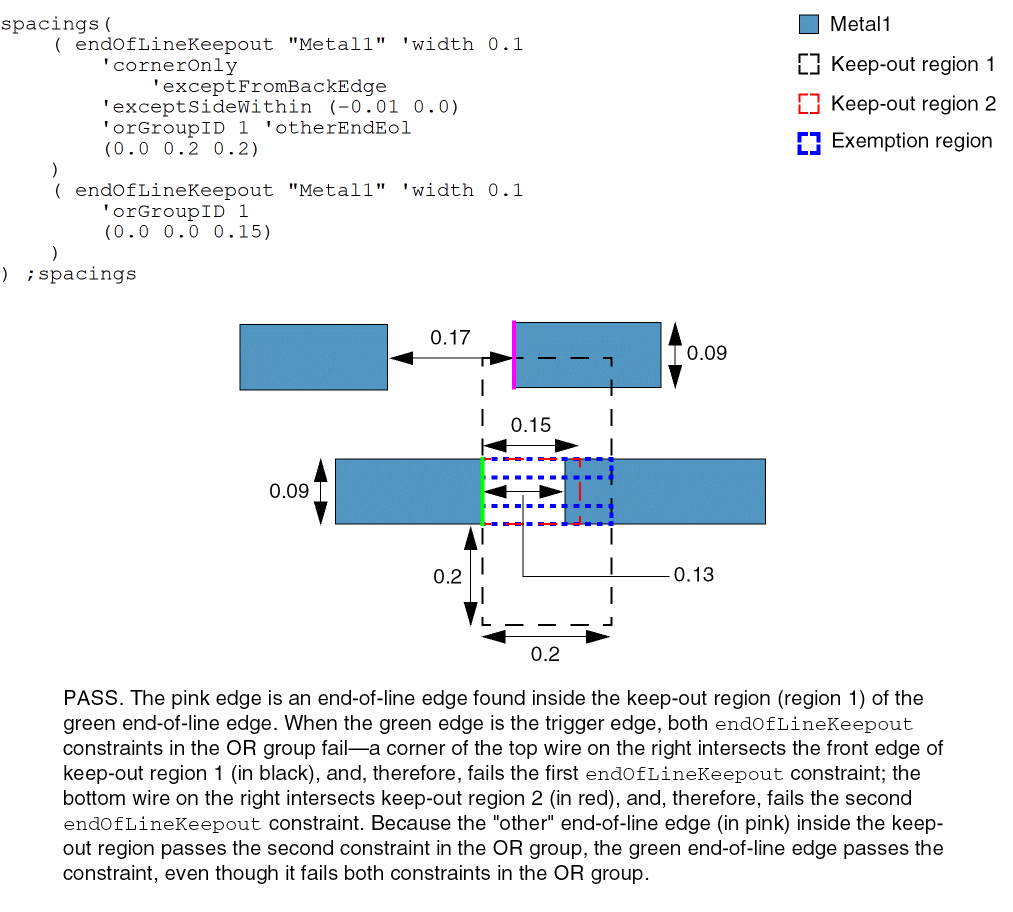 spacings(
( endOfLineKeepout "Metal1" 'width 0.1
'cornerOnly
'exceptFromBackEdge
'exceptSideWithin (-0.01 0.0)
'orGroupID 1 'otherEndEol
(0.0 0.2 0.2)
)
( endOfLineKeepout "Metal1" 'width 0.1
'orGroupID 1
(0.0 0.0 0.15)
)
) ;spacings
Metal1
Keep-out region 1
Keep-out region 2
Exemption region
0.17
0.09
0.15
0.09
0.2
0.13
0.2
PASS. The pink edge is an end-of-line edge found inside the keep-out region (region 1) of the
green end-of-line edge. When the green edge is the trigger edge, both endOfLineKeepout
constraints in the OR group fail—a corner of the top wire on the right intersects the front edge of
keep-out region 1 (in black), and, therefore, fails the first endOfLineKeepout constraint; the
bottom wire on the right intersects keep-out region 2 (in red), and, therefore, fails the second
endOfLineKeepout constraint. Because the "other" end-of-line edge (in pink) inside the keep-
out region passes the second constraint in the OR group, the green end-of-line edge passes the
constraint, even though it fails both constraints in the OR group.